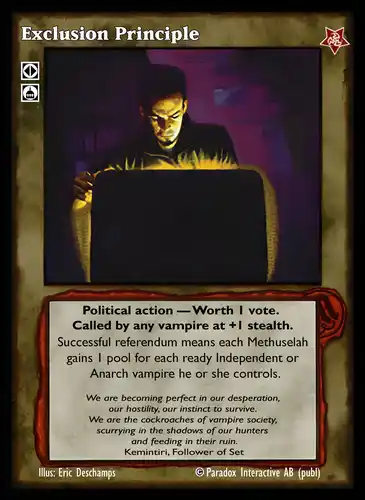 Exclusion Principle
Political action — Worth 1 vote.
Called by any vampire at +1 stealth.
Successful referendum means each Methuselah
gains 1 pool for each ready Independent or
Anarch vampire he or she controls.
We are becoming perfect in our desperation,
our hostility, our instinct to survive.
We are the cockroaches of vampire society,
scurrying in the shadows of our hunters
and feeding in their ruin.
Kemintiri, Follower of Set
Illus: Eric Deschamps
© Paradox Interactive AB (publ)